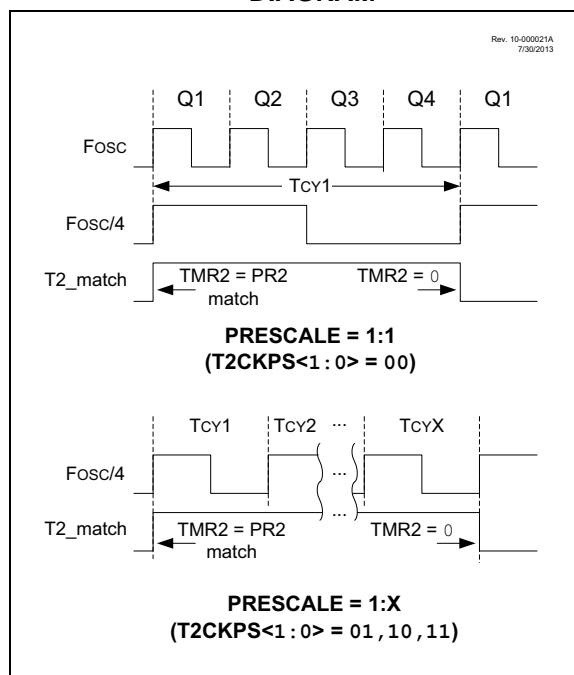 Rev. 10-000021A
7/30/2013
Q1 Q2 Q3 Q4 Q1
FOSC
TCY1
FOSC/4
T2_match
TMR2 = PR2
match
TMR2 = 0
PRESCALE = 1:1
(T2CKPS<1:0> = 00)
TCY1 TCY2 ... TCYX
FOSC/4
...
T2_match
...
TMR2 = PR2
match
TMR2 = 0
PRESCALE = 1:X
(T2CKPS<1:0> = 01,10,11)